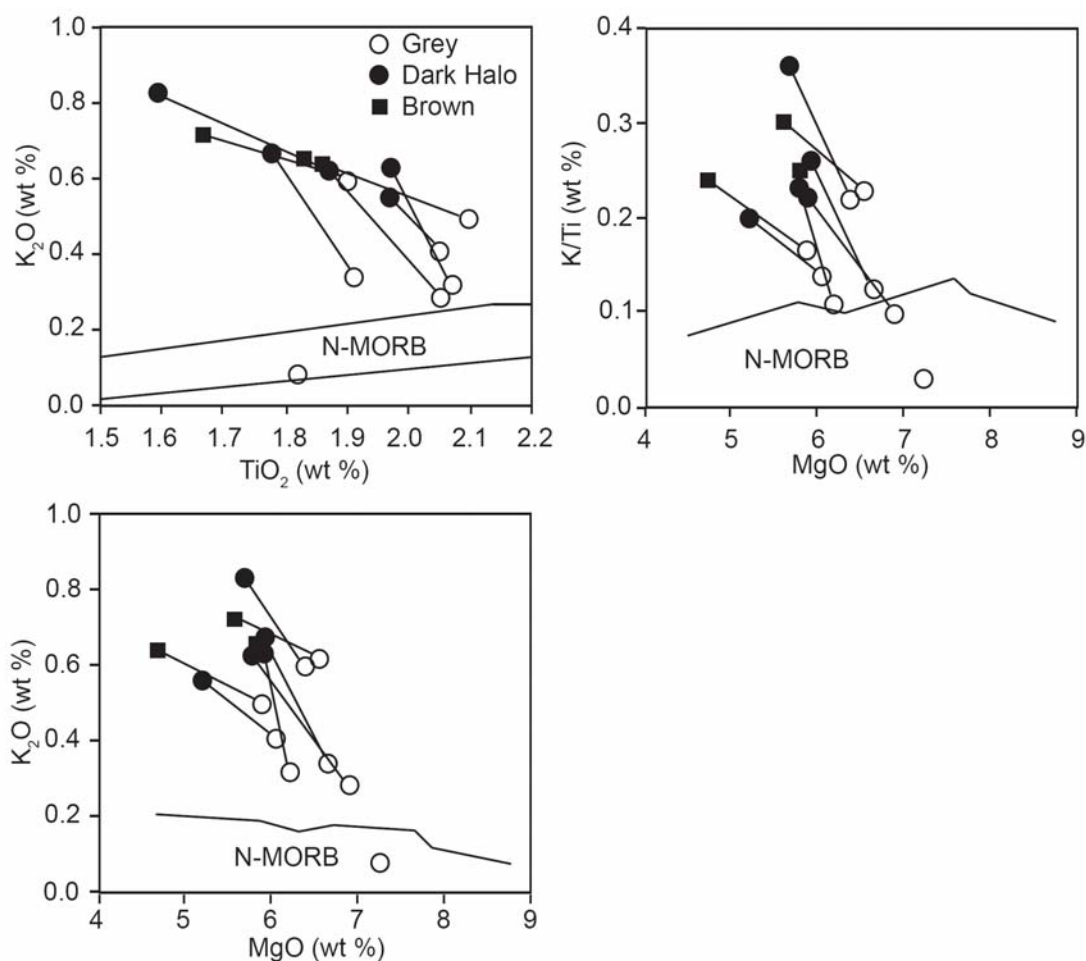 1.0
0.8
0.6
0.4
0.2
0.0
K₂O (wt %)
Grey
Dark Halo
Brown
N-MORB
1.5 1.6 1.7 1.8 1.9 2.0 2.1 2.2
TiO₂ (wt %)
0.4
0.3
0.2
0.1
0.0
K/Ti
N-MORB
4 5 6 7 8 9
MgO (wt %)
1.0
0.8
0.6
0.4
0.2
0.0
K₂O (wt %)
N-MORB
4 5 6 7 8 9
MgO (wt %)